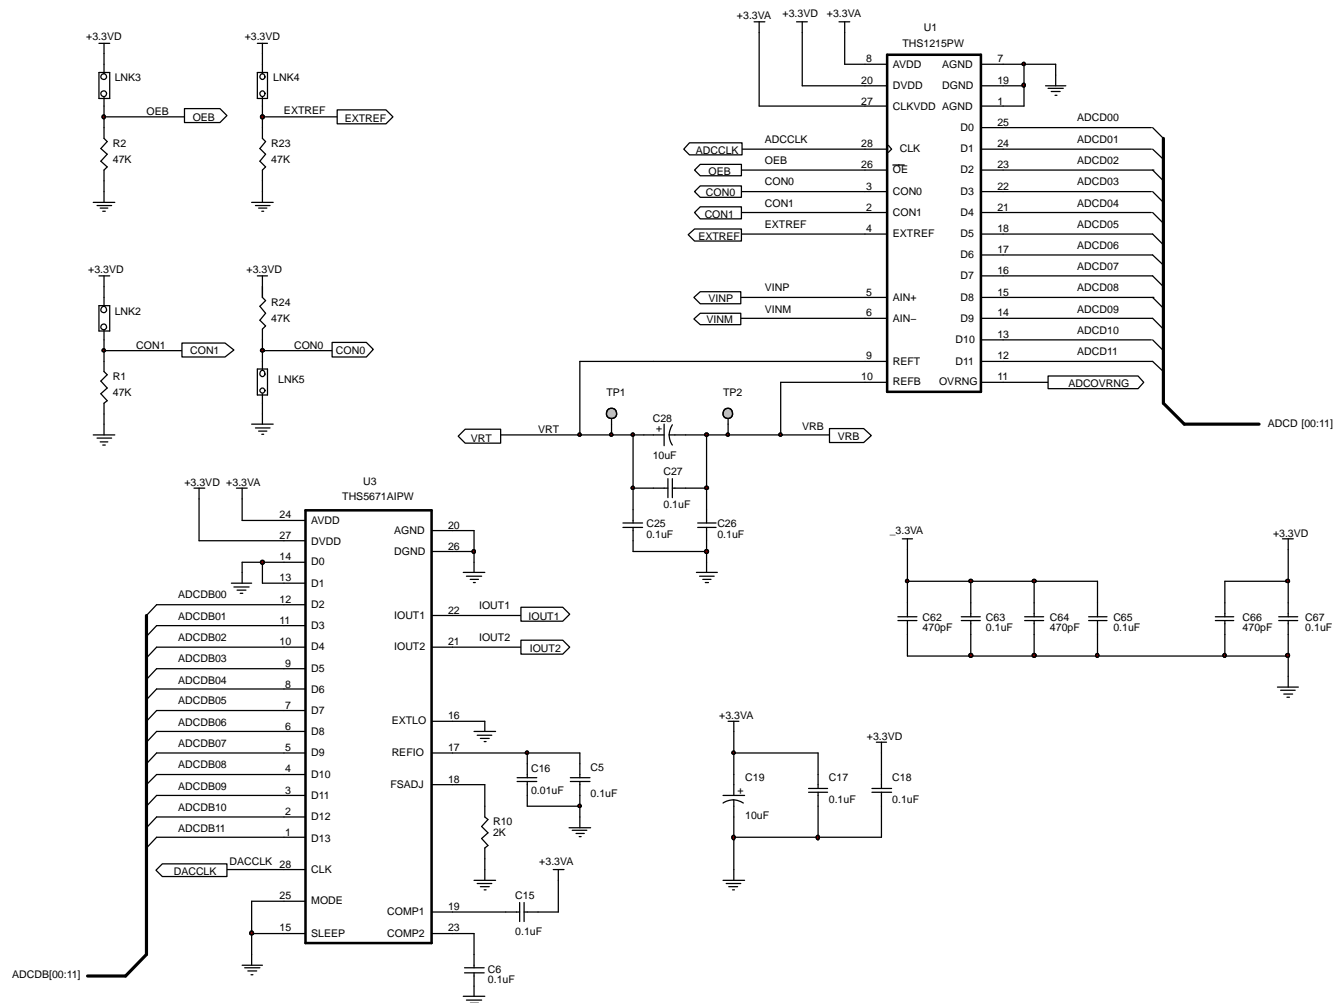 +3.3VD
LNK3
OEB
OEB
R2
47K
+3.3VD
LNK4
EXTREF
EXTREF
R23
47K
+3.3VD
LNK2
CON1
CON1
R1
47K
+3.3VD
R24
47K
CON0
CON0
LNK5
+3.3VA
+3.3VD
+3.3VA
U1
THS1215PW
8 AVDD
20 DVDD
27 CLKVDD
ADCCLK ADCCLK 28 CLK
OEB OEB 26 OE
CON0 CON0 3 CON0
CON1 CON1 2 CON1
EXTREF EXTREF 4 EXTREF
VINP VINP 5 AIN+
VINM VINM 6 AIN–
9 REFT
10 REFB
AGND 7
DGND 19
AGND 1
D0 25 ADCD00
D1 24 ADCD01
D2 23 ADCD02
D3 22 ADCD03
D4 21 ADCD04
D5 18 ADCD05
D6 17 ADCD06
D7 16 ADCD07
D8 15 ADCD08
D9 14 ADCD09
D10 13 ADCD10
D11 12 ADCD11
OVRNG 11 ADCOVRNG
ADCD [00:11]
TP1
TP2
VRT
VRT
C28
+
10uF
VRB
VRB
C27
0.1uF
C25
0.1uF
C26
0.1uF
U3
THS5671AIPW
+3.3VD
+3.3VA
24 AVDD
27 DVDD
14 D0
13 D1
ADCDB00 12 D2
ADCDB01 11 D3
ADCDB02 10 D4
ADCDB03 9 D5
ADCDB04 8 D6
ADCDB05 7 D7
ADCDB06 6 D8
ADCDB07 5 D9
ADCDB08 4 D10
ADCDB09 3 D11
ADCDB10 2 D12
ADCDB11 1 D13
DACCLK DACCLK 28 CLK
25 MODE
15 SLEEP
ADCDB[00:11]
AGND 20
DGND 26
IOUT1 22 IOUT1 IOUT1
IOUT2 21 IOUT2 IOUT2
EXTLO 16
REFIO 17
FSADJ 18
COMP1 19
COMP2 23
C16
0.01uF
C5
0.1uF
R10
2K
+3.3VA
C15
0.1uF
C6
0.1uF
_3.3VA
C62
470pF
C63
0.1uF
C64
470pF
C65
0.1uF
+3.3VD
C66
470pF
C67
0.1uF
+3.3VA
C19
+
10uF
C17
0.1uF
+3.3VD
C18
0.1uF